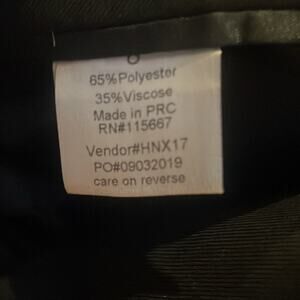 65%Polyester
35%Viscose
Made in PRC
RN#115667
Vendor#HNX17
PO#09032019
care on reverse